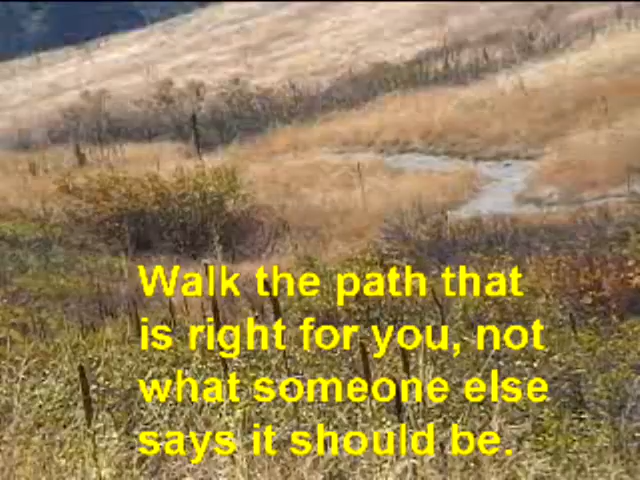 Walk the path that
is right for you, not
what someone else
says it should be.